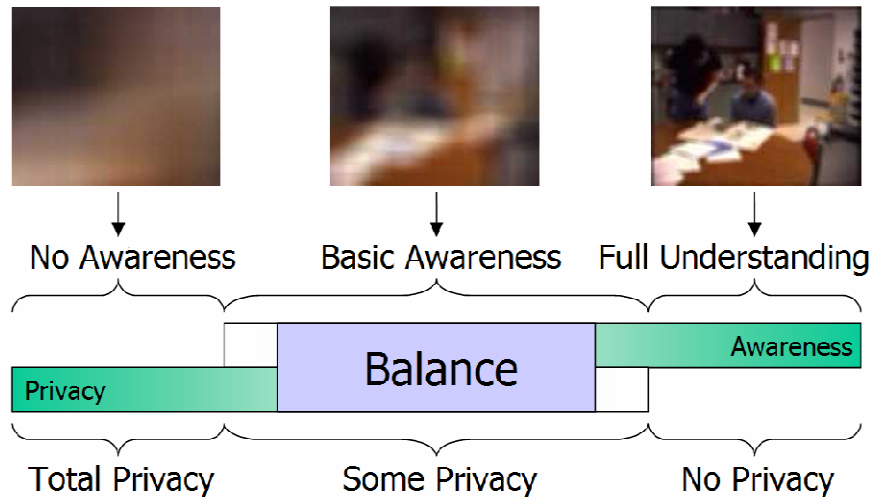 No Awareness
Basic Awareness
Full Understanding
Awareness
Balance
Privacy
Total Privacy
Some Privacy
No Privacy